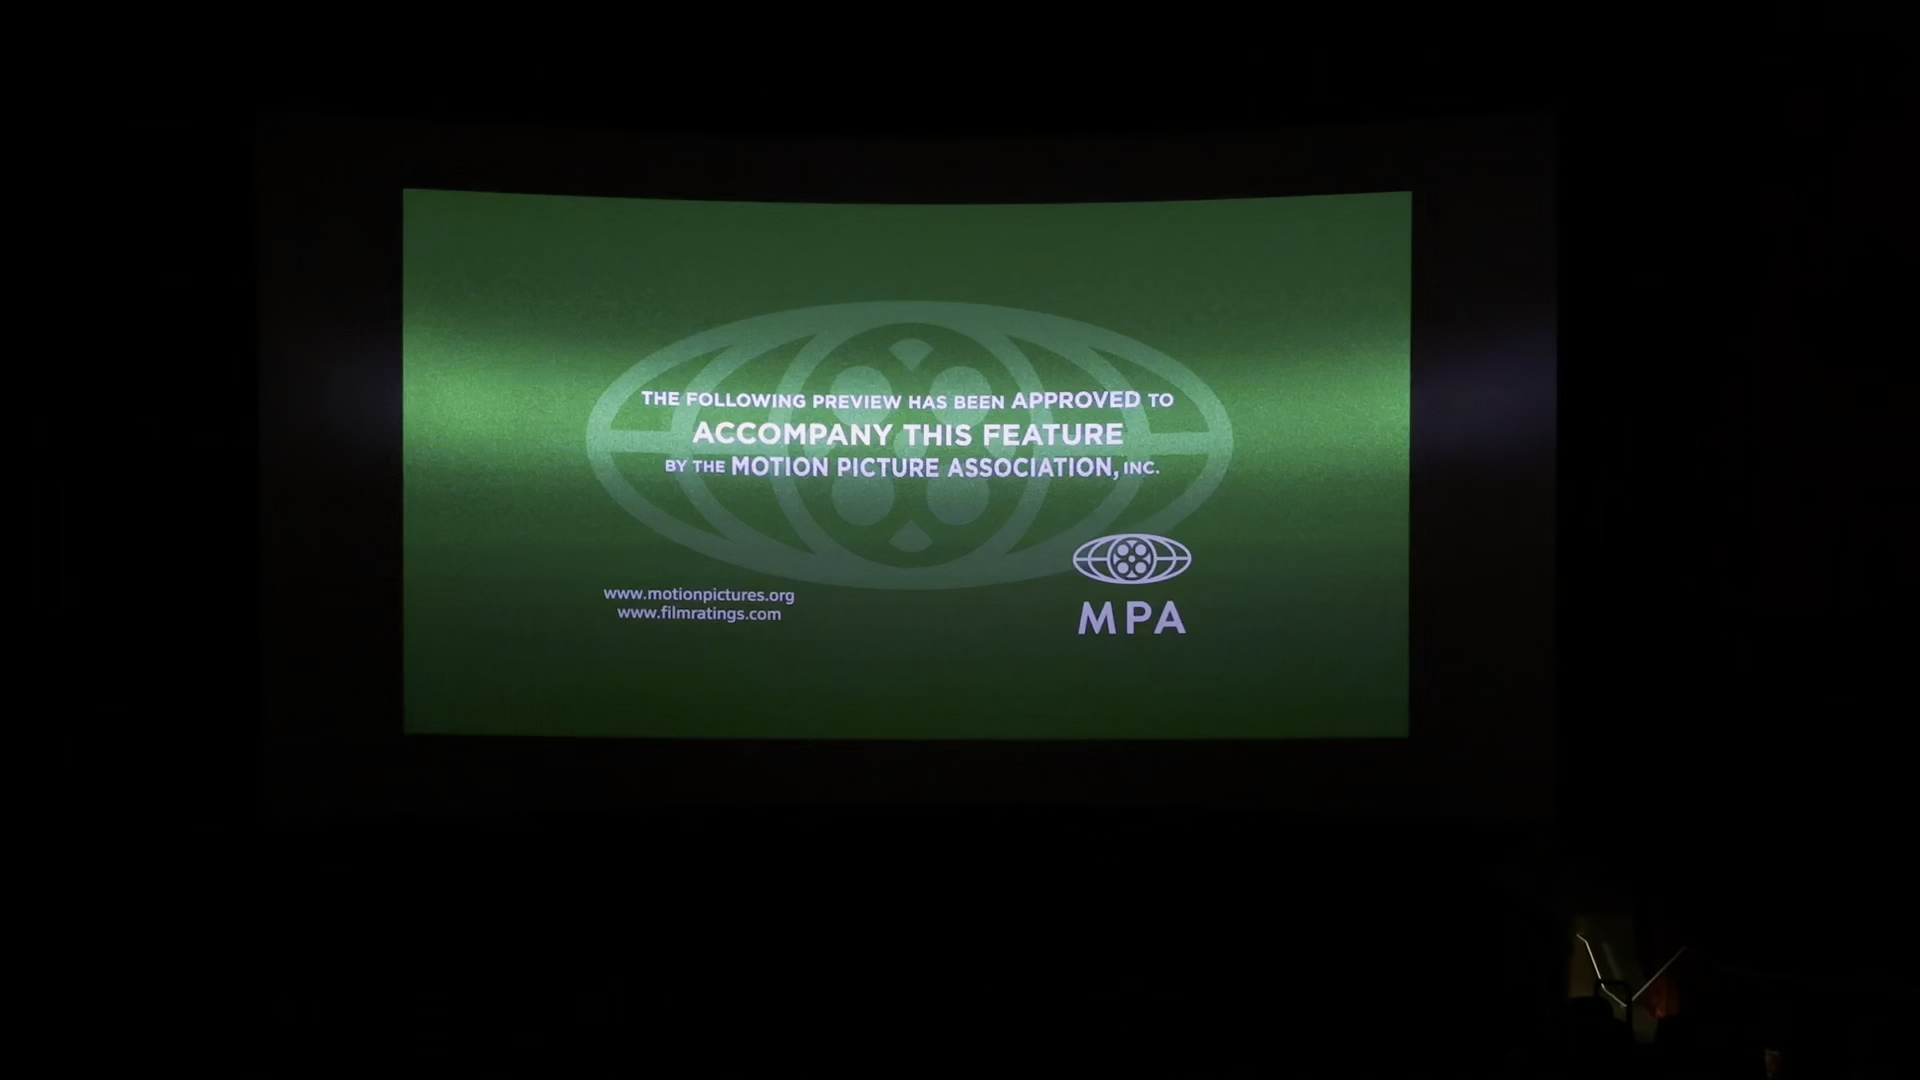 THE FOLLOWING PREVIEW HAS BEEN APPROVED TO
ACCOMPANY THIS FEATURE
BY THE MOTION PICTURE ASSOCIATION, INC.
www.motionpictures.org
www.filmratings.com
MPA